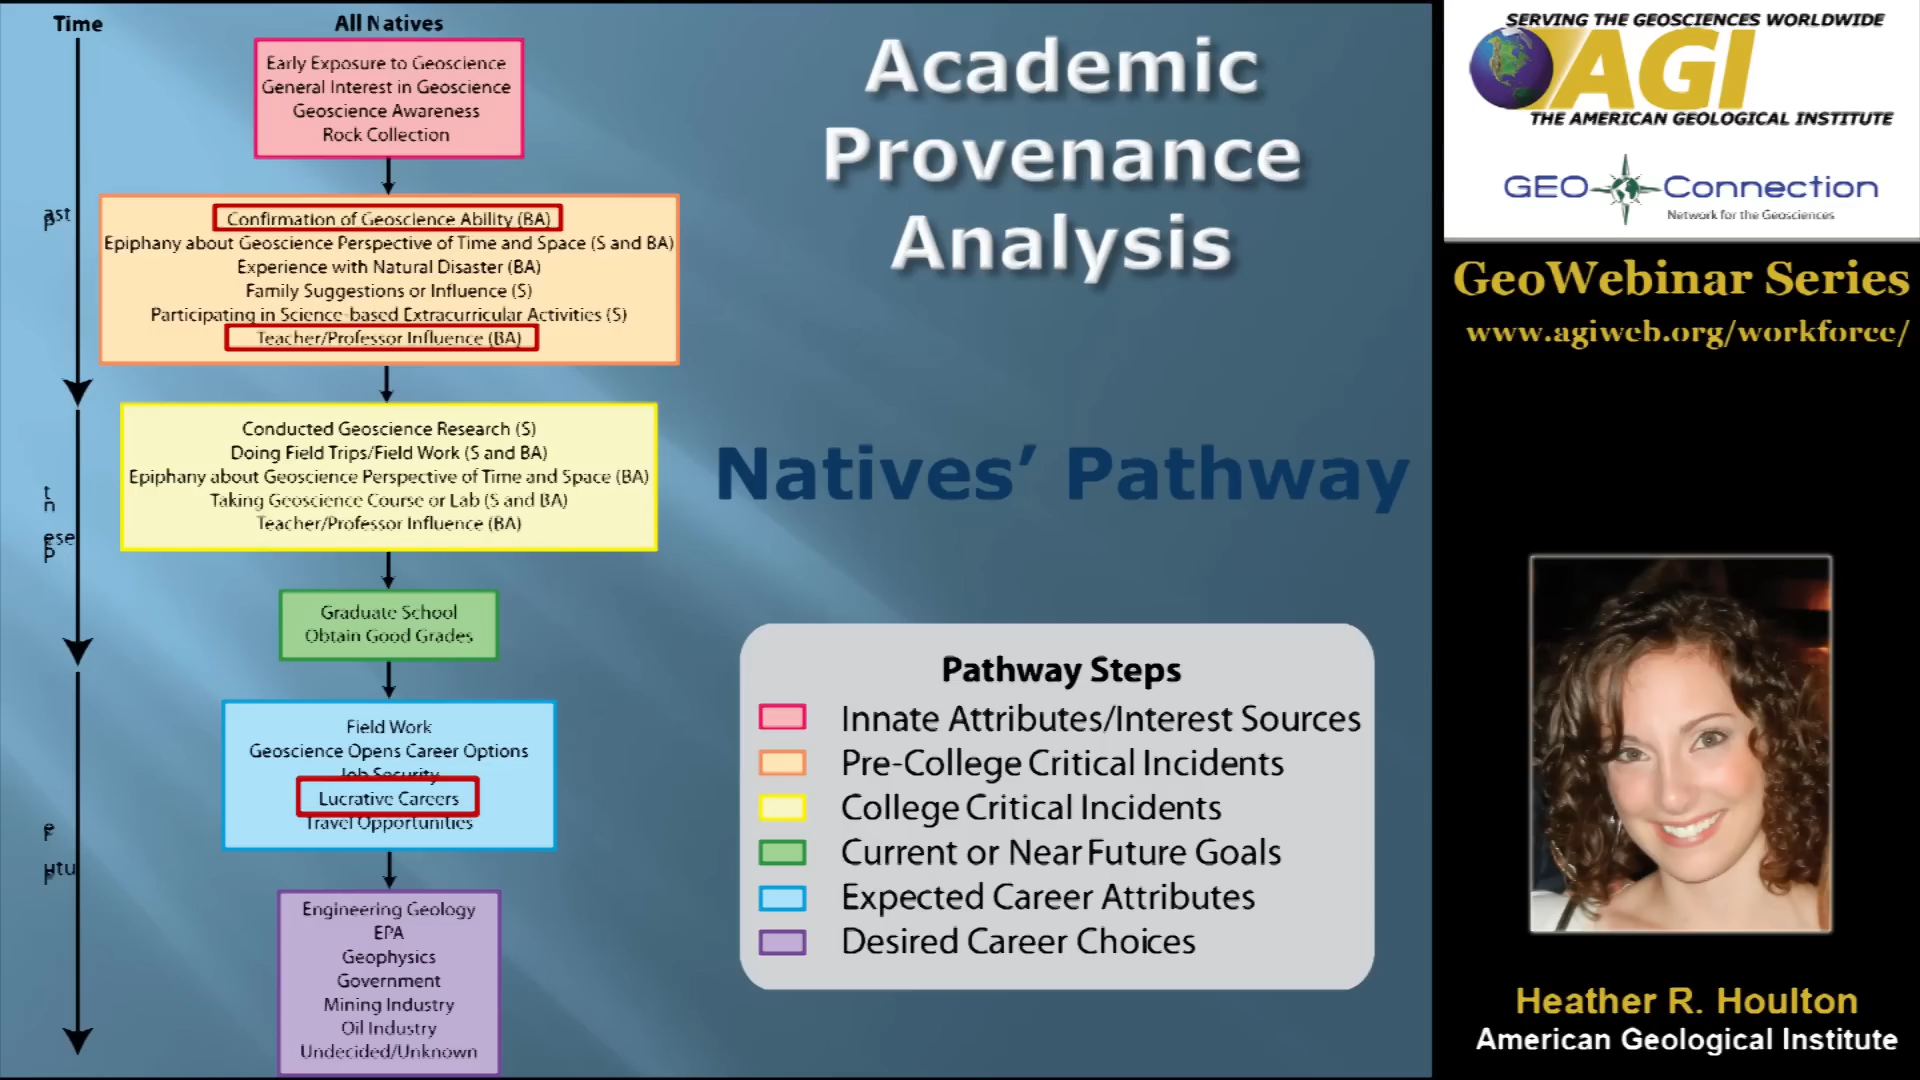 Time
All Natives
Early Exposure to Geoscience
General Interest in Geoscience
Geoscience Awareness
Rock Collection
Confirmation of Geoscience Ability (BA)
Epiphany about Geoscience Perspective of Time and Space (S and BA)
Experience with Natural Disaster (BA)
Family Suggestions or Influence (S)
Participating in Science-based Extracurricular Activities (S)
Teacher/Professor Influence (BA)
Conducted Geoscience Research (S)
Doing Field Trips/Field Work (S and BA)
Epiphany about Geoscience Perspective of Time and Space (BA)
Taking Geoscience Course or Lab (S and BA)
Teacher/Professor Influence (BA)
Graduate School
Obtain Good Grades
Field Work
Geoscience Opens Career Options
Job Security
Lucrative Careers
Travel Opportunities
Engineering Geology
EPA
Geophysics
Government
Mining Industry
Oil Industry
Undecided/Unknown
Academic
Provenance
Analysis
Natives’ Pathway
Pathway Steps
Innate Attributes/Interest Sources
Pre-College Critical Incidents
College Critical Incidents
Current or Near Future Goals
Expected Career Attributes
Desired Career Choices
SERVING THE GEOSCIENCES WORLDWIDE
AGI
THE AMERICAN GEOLOGICAL INSTITUTE
GEO Connection
Network for the Geosciences
GeoWebinar Series
www.agiweb.org/workforce/
Heather R. Houlton
American Geological Institute